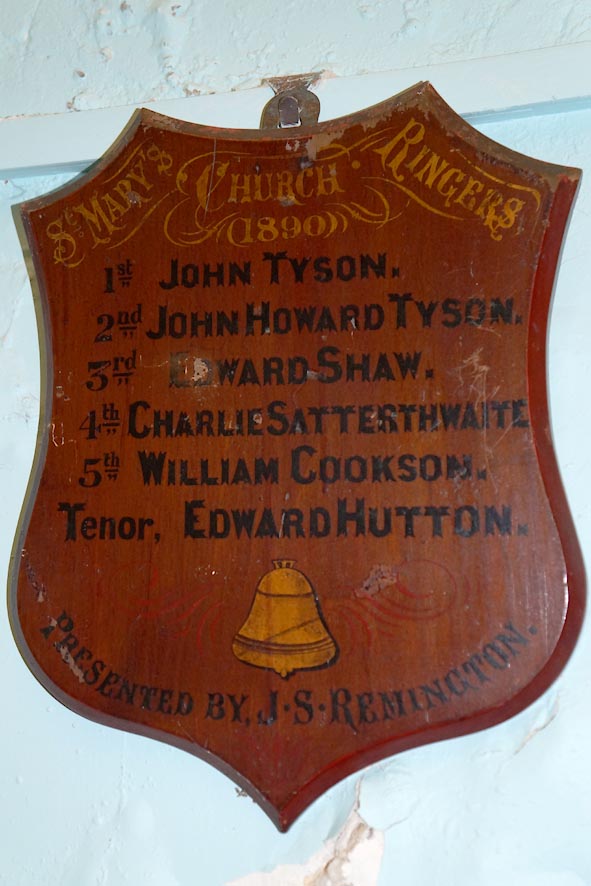 St MARY'S CHURCH · RINGERS
(1890)
1st JOHN TYSON.
2nd JOHN HOWARD TYSON.
3rd EDWARD SHAW.
4th CHARLIE SATTERTHWAITE
5th WILLIAM COOKSON.
Tenor, EDWARD HUTTON.
PRESENTED BY, J·S·REMINGTON.